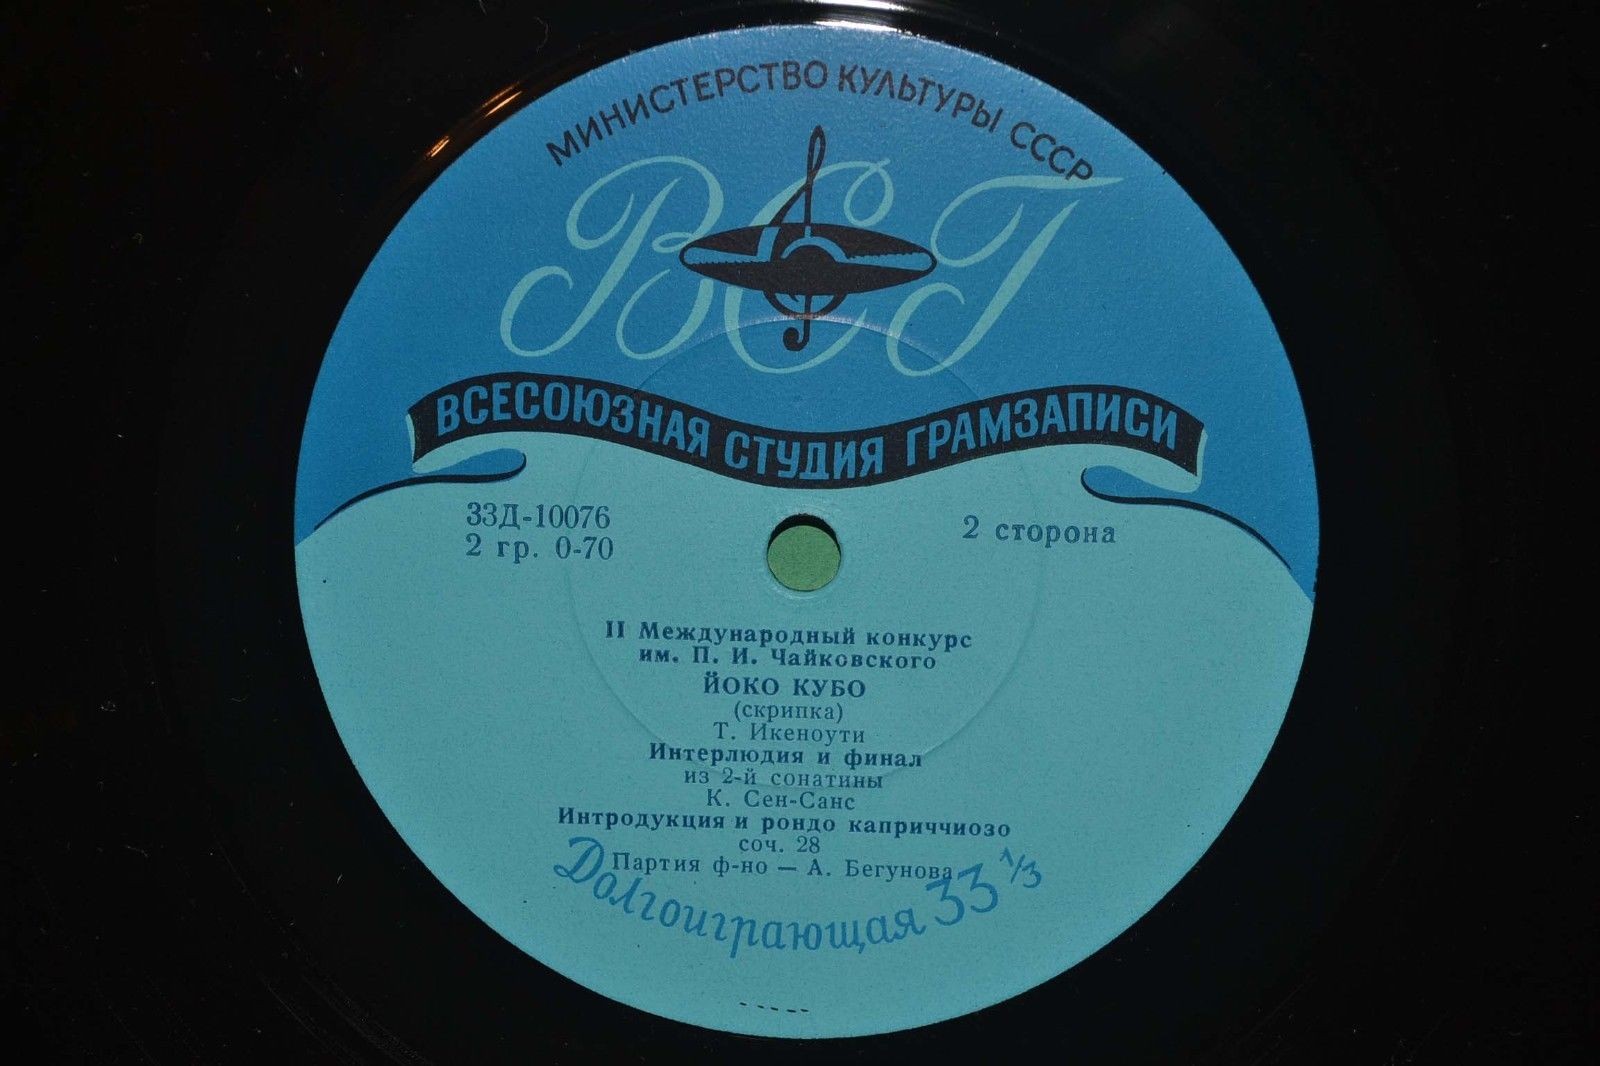 МИНИСТЕРСТВО КУЛЬТУРЫ СССР
ВСГ
ВСЕСОЮЗНАЯ СТУДИЯ ГРАМЗАПИСИ
33Д-10076
2 гр. 0-70
2 сторона
II Международный конкурс
им. П. И. Чайковского
ЙОКО КУБО
(скрипка)
Т. Икеноути
Интерлюдия и финал
из 2-й сонатины
К. Сен-Санс
Интродукция и рондо каприччиозо
соч. 28
Партия ф-но — А. Бегунова
Долгоиграющая 33 1/3